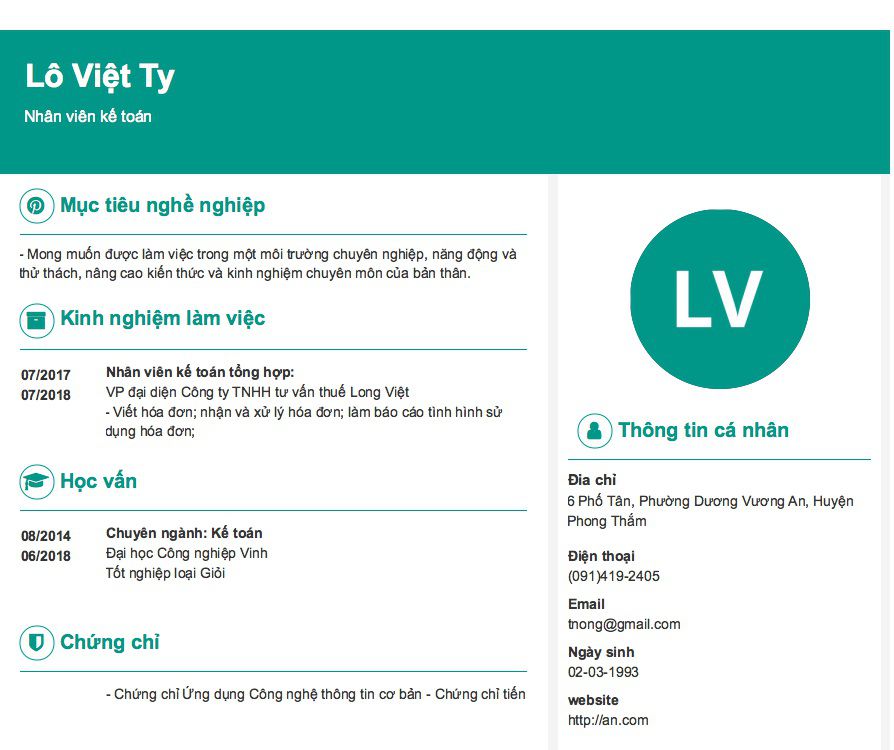 Lô Việt Ty
Nhân viên kế toán
Mục tiêu nghề nghiệp
- Mong muốn được làm việc trong một môi trường chuyên nghiệp, năng động và
thử thách, nâng cao kiến thức và kinh nghiệm chuyên môn của bản thân.
Kinh nghiệm làm việc
07/2017
07/2018
Nhân viên kế toán tổng hợp:
VP đại diện Công ty TNHH tư vấn thuế Long Việt
- Viết hóa đơn; nhận và xử lý hóa đơn; làm báo cáo tình hình sử
dụng hóa đơn;
Học vấn
08/2014
06/2018
Chuyên ngành: Kế toán
Đại học Công nghiệp Vinh
Tốt nghiệp loại Giỏi
Chứng chỉ
- Chứng chỉ Ứng dụng Công nghệ thông tin cơ bản - Chứng chỉ tiến
LV
Thông tin cá nhân
Đia chỉ
6 Phố Tân, Phường Dương Vương An, Huyện
Phong Thắm
Điện thoại
(091)419-2405
Email
tnong@gmail.com
Ngày sinh
02-03-1993
website
http://an.com